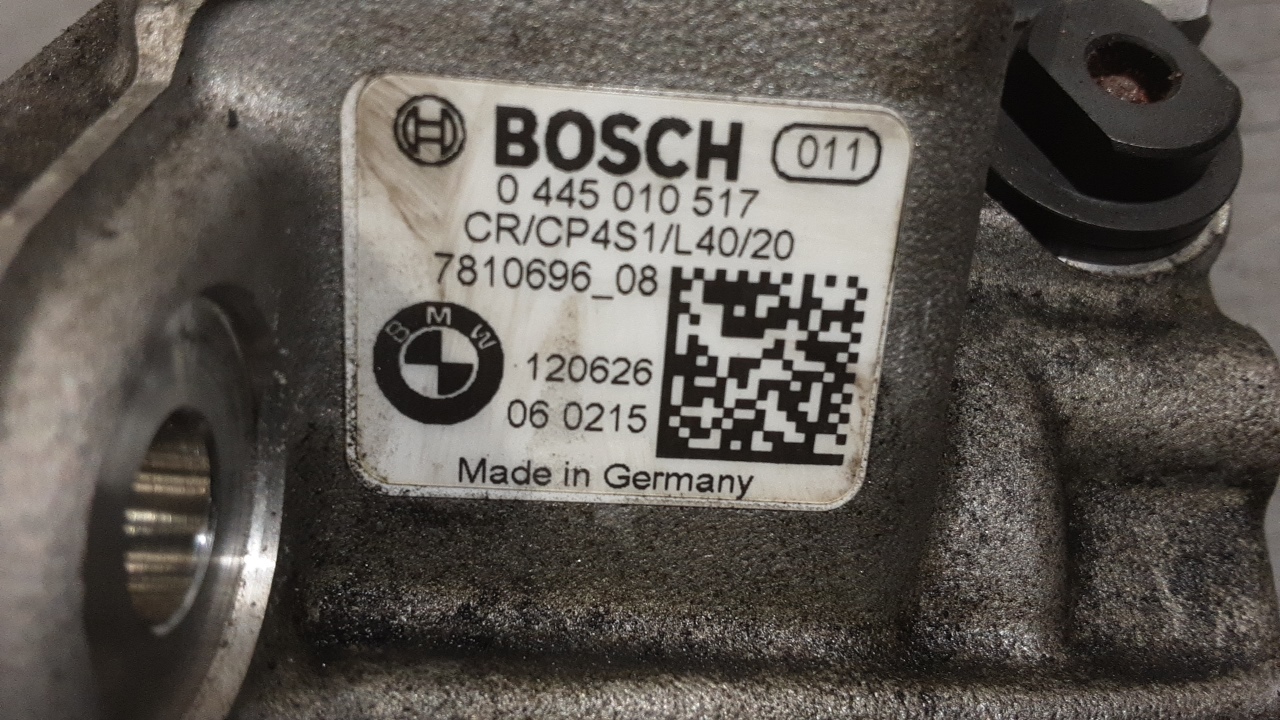 BOSCH 011
0 445 010 517
CR/CP4S1/L40/20
7810696_08
BMW
120626
06 0215
Made in Germany